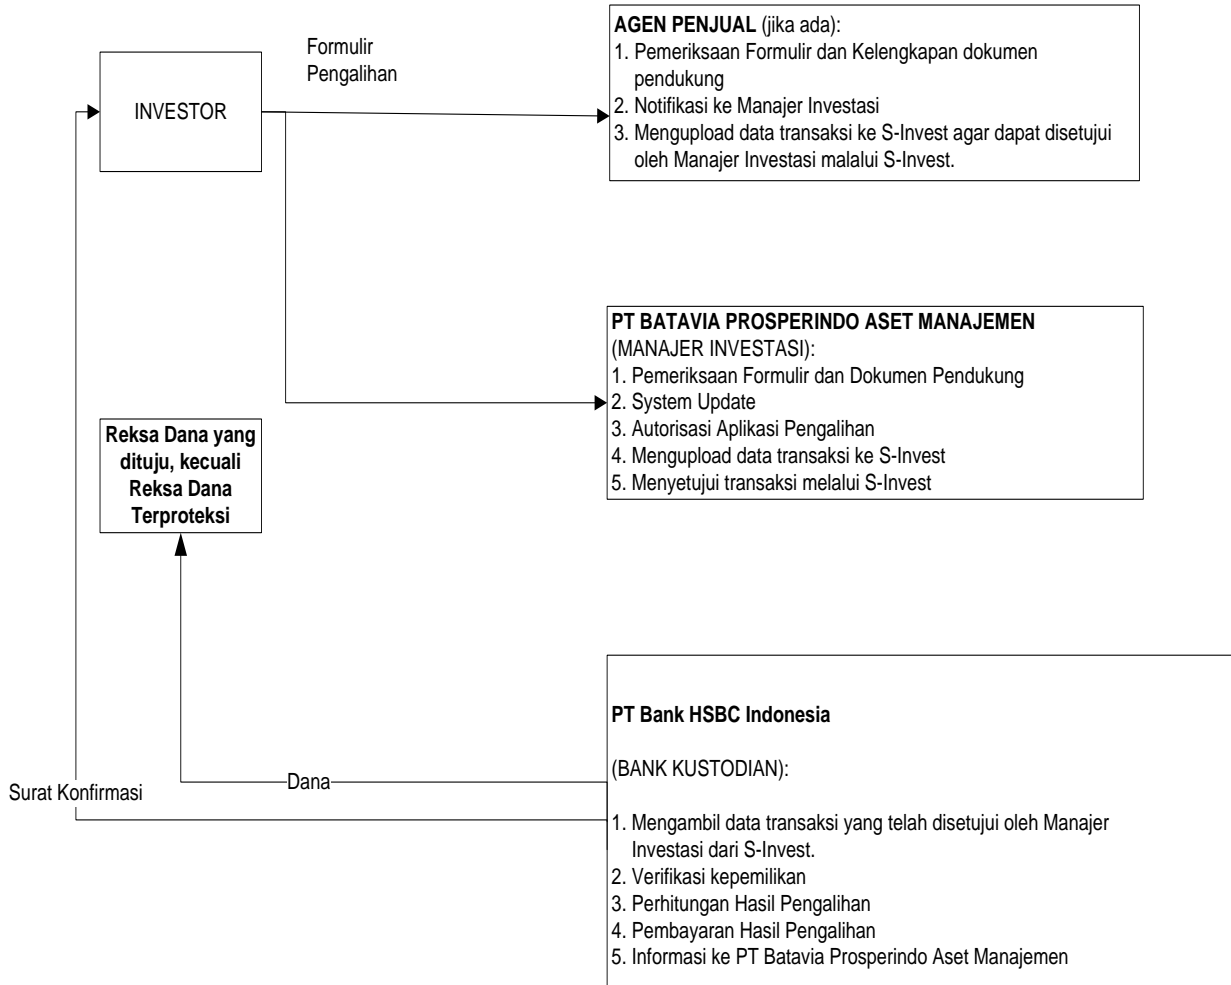 Formulir
Pengalihan
INVESTOR
AGEN PENJUAL (jika ada):
1. Pemeriksaan Formulir dan Kelengkapan dokumen
pendukung
2. Notifikasi ke Manajer Investasi
3. Mengupload data transaksi ke S-Invest agar dapat disetujui
oleh Manajer Investasi malalui S-Invest.
PT BATAVIA PROSPERINDO ASET MANAJEMEN
(MANAJER INVESTASI):
1. Pemeriksaan Formulir dan Dokumen Pendukung
2. System Update
3. Autorisasi Aplikasi Pengalihan
4. Mengupload data transaksi ke S-Invest
5. Menyetujui transaksi melalui S-Invest
Reksa Dana yang
dituju, kecuali
Reksa Dana
Terproteksi
Dana
Surat Konfirmasi
PT Bank HSBC Indonesia
(BANK KUSTODIAN):
1. Mengambil data transaksi yang telah disetujui oleh Manajer
Investasi dari S-Invest.
2. Verifikasi kepemilikan
3. Perhitungan Hasil Pengalihan
4. Pembayaran Hasil Pengalihan
5. Informasi ke PT Batavia Prosperindo Aset Manajemen